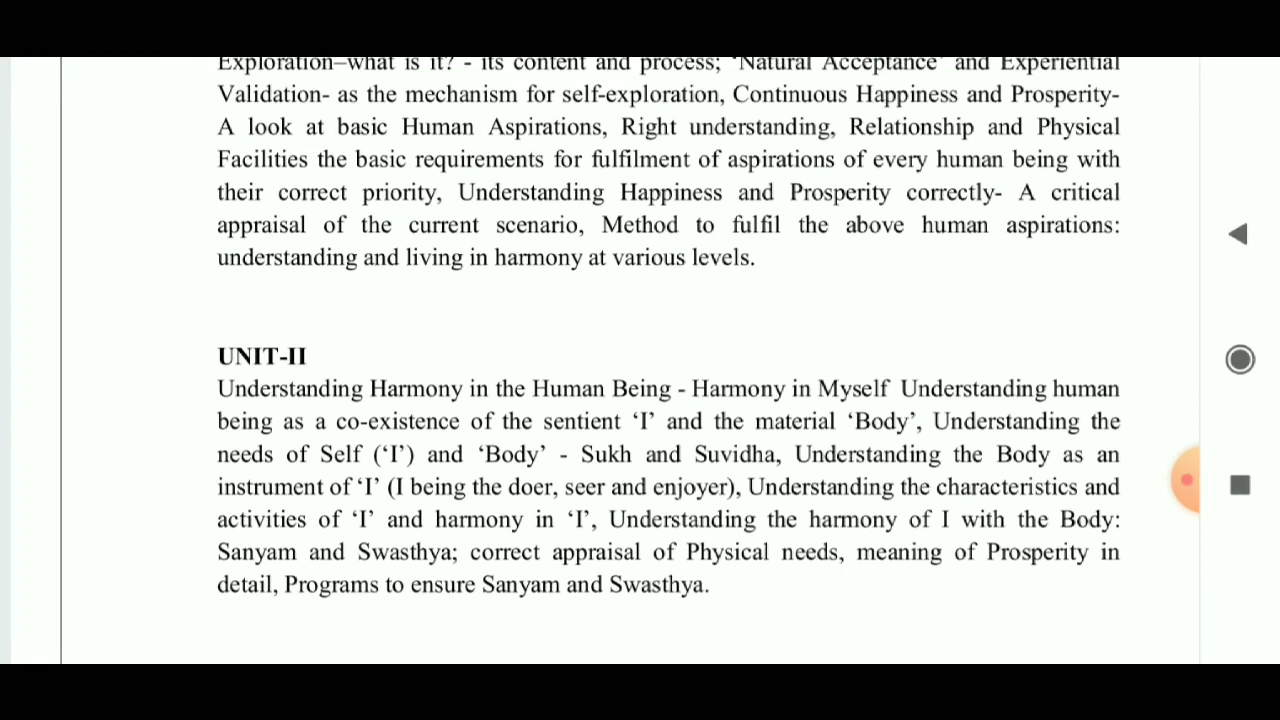 Exploration–what is it? - its content and process; ‘Natural Acceptance’ and Experiential
Validation- as the mechanism for self-exploration, Continuous Happiness and Prosperity-
A look at basic Human Aspirations, Right understanding, Relationship and Physical
Facilities the basic requirements for fulfilment of aspirations of every human being with
their correct priority, Understanding Happiness and Prosperity correctly- A critical
appraisal of the current scenario, Method to fulfil the above human aspirations:
understanding and living in harmony at various levels.
UNIT-II
Understanding Harmony in the Human Being - Harmony in Myself Understanding human
being as a co-existence of the sentient ‘I’ and the material ‘Body’, Understanding the
needs of Self (‘I’) and ‘Body’ - Sukh and Suvidha, Understanding the Body as an
instrument of ‘I’ (I being the doer, seer and enjoyer), Understanding the characteristics and
activities of ‘I’ and harmony in ‘I’, Understanding the harmony of I with the Body:
Sanyam and Swasthya; correct appraisal of Physical needs, meaning of Prosperity in
detail, Programs to ensure Sanyam and Swasthya.